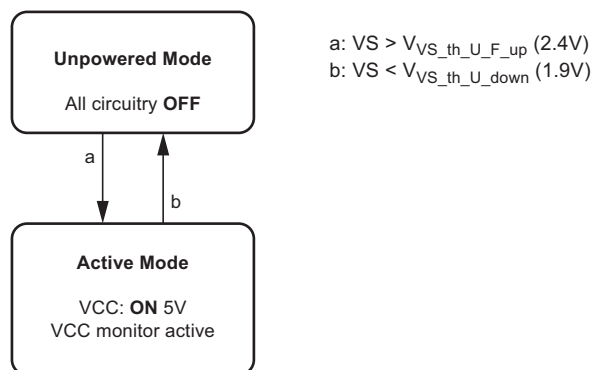 Unpowered Mode
All circuitry OFF
a: VS > VVS_th_U_F_up (2.4V)
b: VS < VVS_th_U_down (1.9V)
a
b
Active Mode
VCC: ON 5V
VCC monitor active